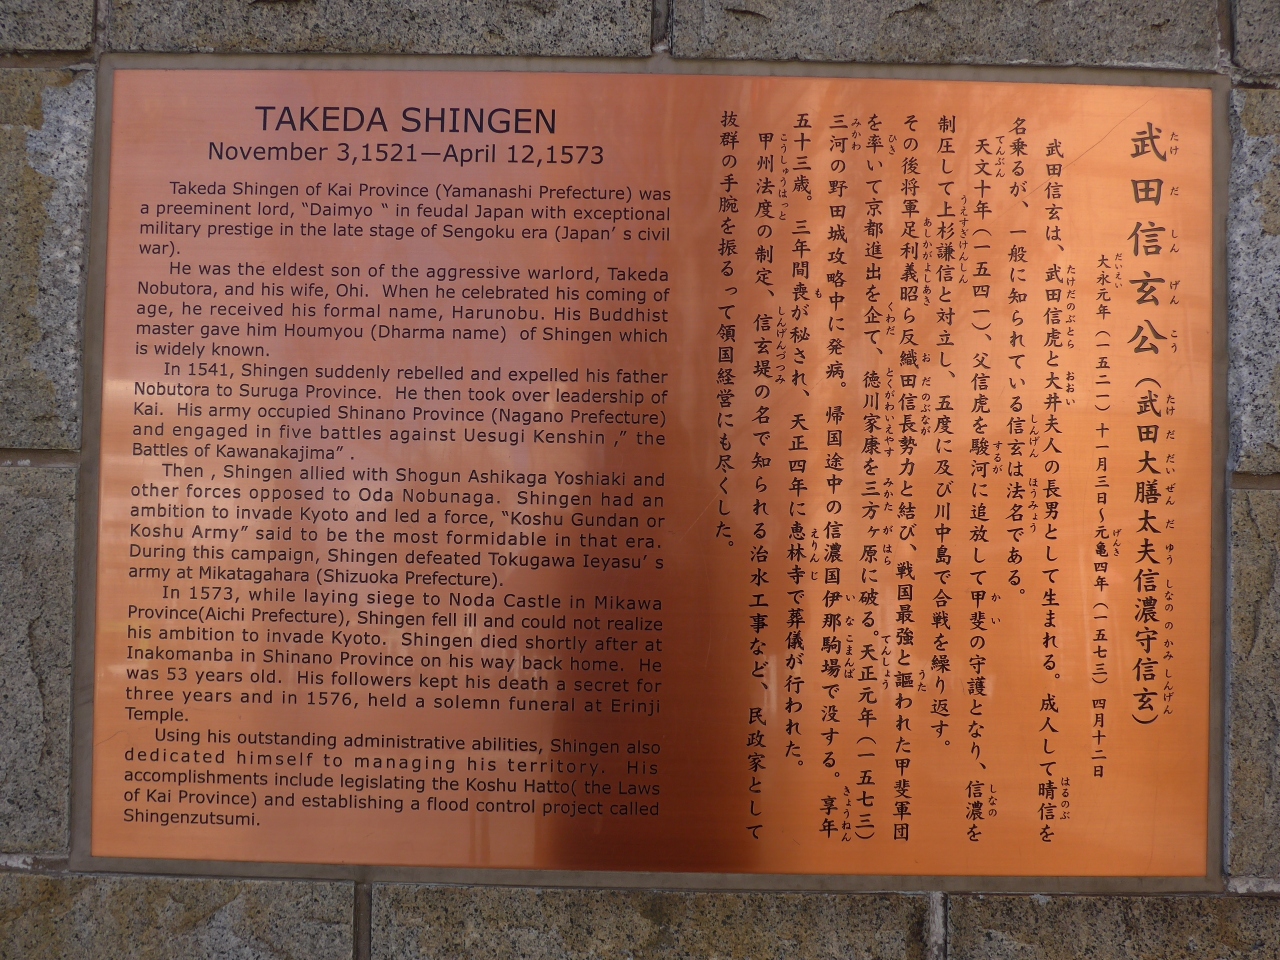 TAKEDA SHINGEN
November 3,1521—April 12,1573
Takeda Shingen of Kai Province (Yamanashi Prefecture) was
a preeminent lord, “Daimyo “ in feudal Japan with exceptional
military prestige in the late stage of Sengoku era (Japan’ s civil
war).
He was the eldest son of the aggressive warlord, Takeda
Nobutora, and his wife, Ohi. When he celebrated his coming of
age, he received his formal name, Harunobu. His Buddhist
master gave him Houmyou (Dharma name) of Shingen which
is widely known.
In 1541, Shingen suddenly rebelled and expelled his father
Nobutora to Suruga Province. He then took over leadership of
Kai. His army occupied Shinano Province (Nagano Prefecture)
and engaged in five battles against Uesugi Kenshin ,” the
Battles of Kawanakajima” .
Then , Shingen allied with Shogun Ashikaga Yoshiaki and
other forces opposed to Oda Nobunaga. Shingen had an
ambition to invade Kyoto and led a force, “Koshu Gundan or
Koshu Army” said to be the most formidable in that era.
During this campaign, Shingen defeated Tokugawa Ieyasu’ s
army at Mikatagahara (Shizuoka Prefecture).
In 1573, while laying siege to Noda Castle in Mikawa
Province(Aichi Prefecture), Shingen fell ill and could not realize
his ambition to invade Kyoto. Shingen died shortly after at
Inakomanba in Shinano Province on his way back home. He
was 53 years old. His followers kept his death a secret for
three years and in 1576, held a solemn funeral at Erinji
Temple.
Using his outstanding administrative abilities, Shingen also
dedicated himself to managing his territory. His
accomplishments include legislating the Koshu Hatto( the Laws
of Kai Province) and establishing a flood control project called
Shingenzutsumi.
武田信玄公（武田大膳太夫信濃守信玄）
大永元年（一五二一）十一月三日～元亀四年（一五七三）四月十二日
武田信玄は、武田信虎と大井夫人の長男として生まれる。成人して晴信を
名乗るが、一般に知られている信玄は法名である。
天文十年（一五四一）、父信虎を駿河に追放して甲斐の守護となり、信濃を
制圧して上杉謙信と対立し、五度に及び川中島で合戦を繰り返す。
その後将軍足利義昭ら反織田信長勢力と結び、戦国最強と謳われた甲斐軍団
を率いて京都進出を企て、徳川家康を三方ヶ原に破る。天正元年（一五七三）
三河の野田城攻略中に発病。帰国途中の信濃国伊那駒場で没する。享年
五十三歳。三年間喪が秘され、天正四年に恵林寺で葬儀が行われた。
甲州法度の制定、信玄堤の名で知られる治水工事など、民政家として
抜群の手腕を振るって領国経営にも尽くした。